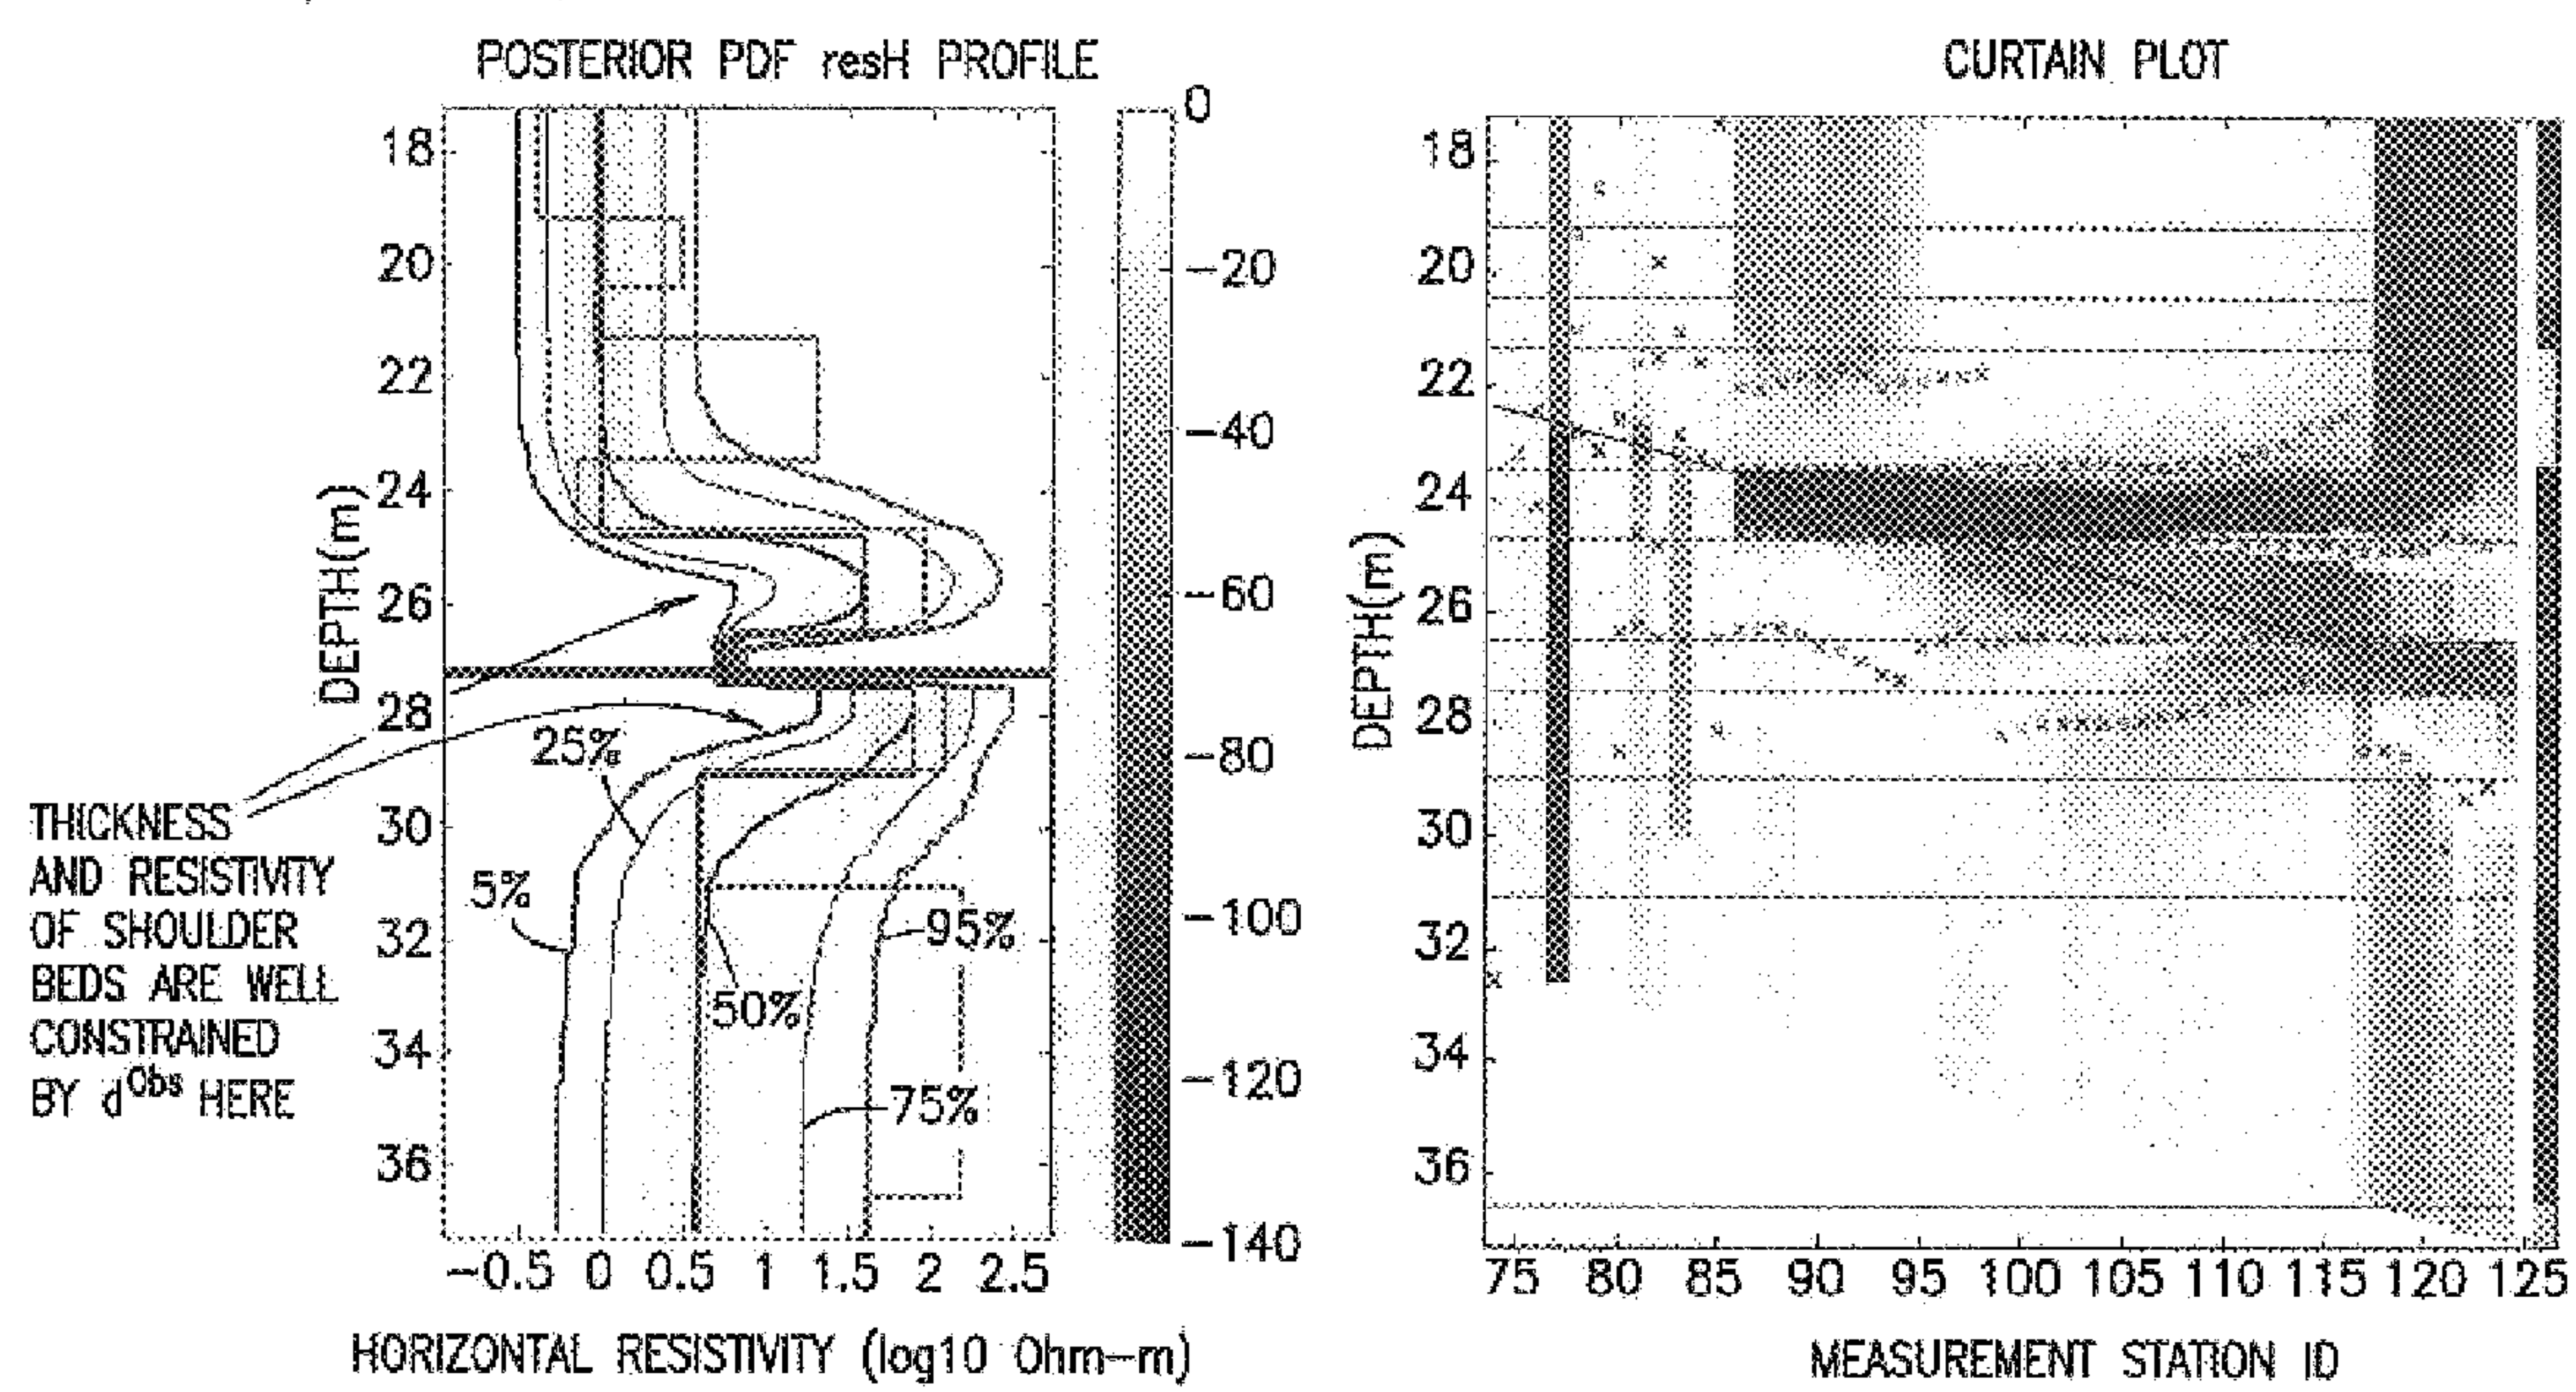 POSTERIOR PDF resH PROFILE
18
20
22
24
26
28
30
32
34
36
DEPTH(m)
-0.5 0 0.5 1 1.5 2 2.5
HORIZONTAL RESISTIVITY (log10 Ohm-m)
25%
5%
50%
95%
75%
THICKNESS
AND RESISTIVITY
OF SHOULDER
BEDS ARE WELL
CONSTRAINED
BY d^Obs HERE
0
-20
-40
-60
-80
-100
-120
-140
CURTAIN PLOT
18
20
22
24
26
28
30
32
34
36
DEPTH(m)
75 80 85 90 95 100 105 110 115 120 125
MEASUREMENT STATION ID